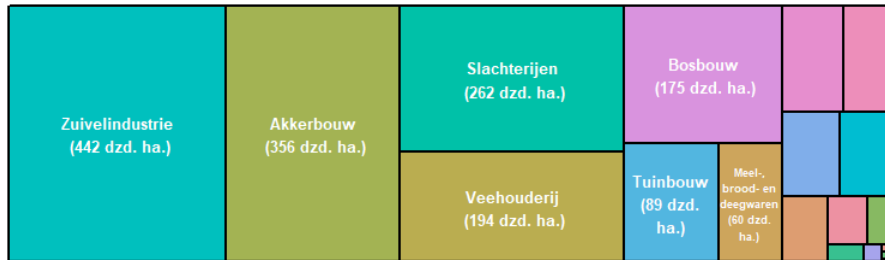 Zuivelindustrie
(442 dzd. ha.)
Akkerbouw
(356 dzd. ha.)
Slachterijen
(262 dzd. ha.)
Veehouderij
(194 dzd. ha.)
Bosbouw
(175 dzd. ha.)
Tuinbouw
(89 dzd.
ha.)
Meel-,
brood- en
deegwaren
(60 dzd.
ha.)